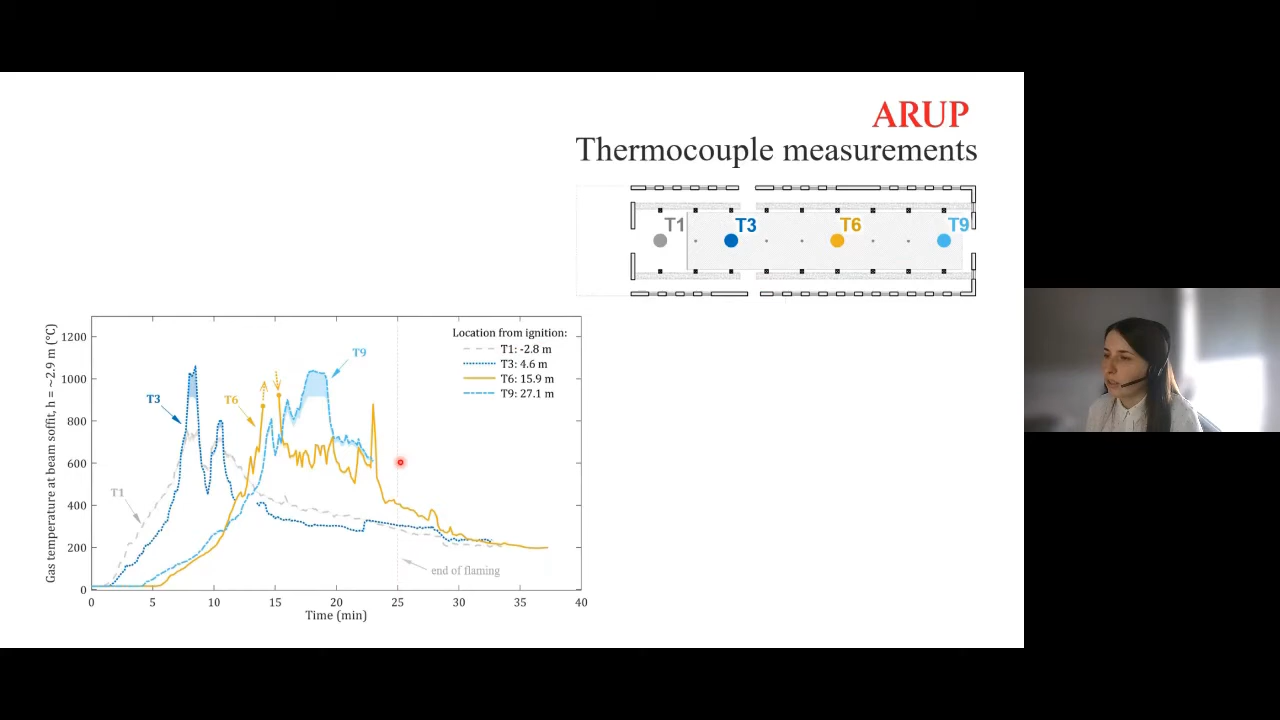 ARUP
Thermocouple measurements
T1
T3
T6
T9
Gas temperature at beam soffit, h = ~2.9 m (°C)
1200
1000
800
600
400
200
0
Location from ignition:
T1: -2.8 m
T3: 4.6 m
T6: 15.9 m
T9: 27.1 m
T9
T3
T6
T1
end of flaming
0 5 10 15 20 25 30 35 40
Time (min)